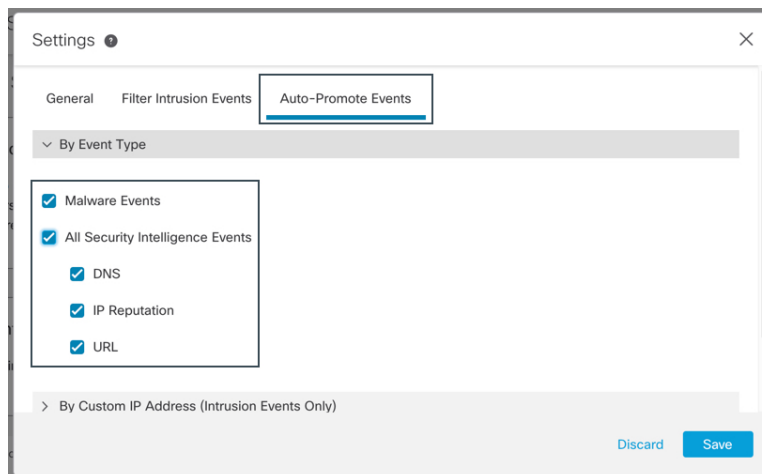 Settings
General Filter Intrusion Events Auto-Promote Events
By Event Type
Malware Events
All Security Intelligence Events
DNS
IP Reputation
URL
By Custom IP Address (Intrusion Events Only)
Discard Save